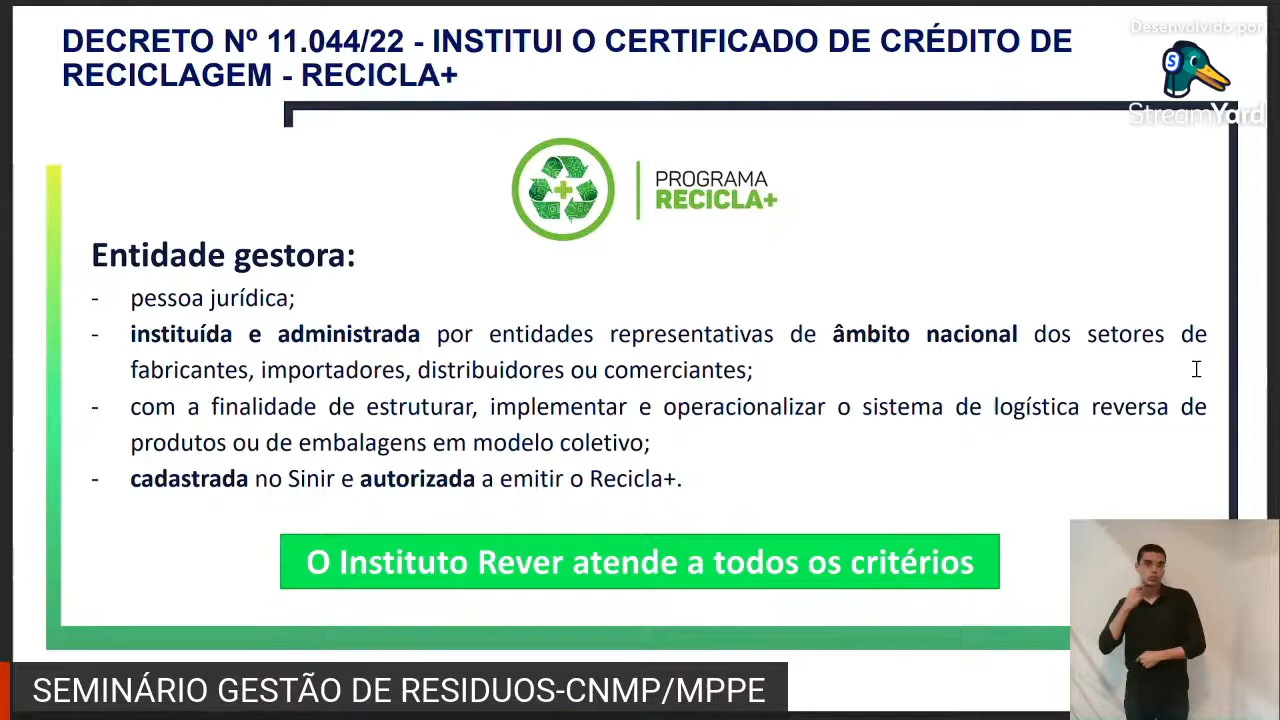 DECRETO Nº 11.044/22 - INSTITUI O CERTIFICADO DE CRÉDITO DE
RECICLAGEM - RECICLA+
Desenvolvido por
S
StreamYard
PROGRAMA
RECICLA+
Entidade gestora:
- pessoa jurídica;
- instituída e administrada por entidades representativas de âmbito nacional dos setores de
fabricantes, importadores, distribuidores ou comerciantes;
- com a finalidade de estruturar, implementar e operacionalizar o sistema de logística reversa de
produtos ou de embalagens em modelo coletivo;
- cadastrada no Sinir e autorizada a emitir o Recicla+.
O Instituto Rever atende a todos os critérios
SEMINÁRIO GESTÃO DE RESIDUOS-CNMP/MPPE